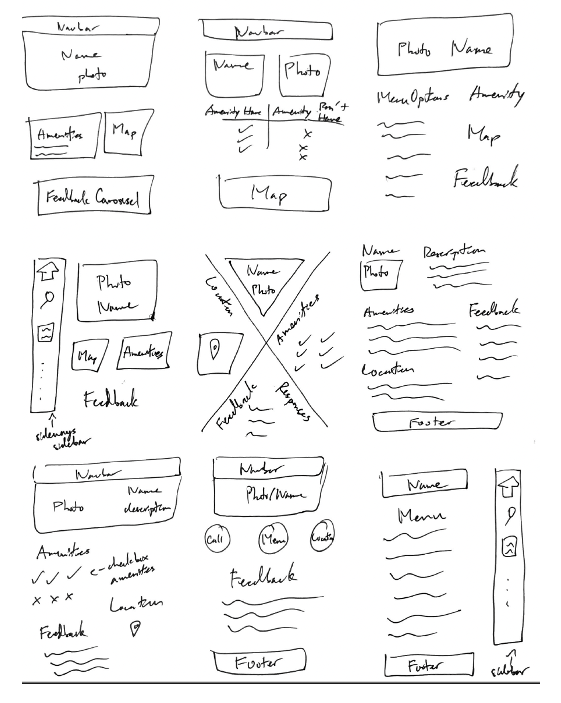 Navbar
Name
photo
Amenities
Map
Feedback Carousel
Navbar
Name
Photo
Amenity Have
Amenity Don't
Have
Map
Photo Name
Menu Options
Amenity
Map
Feedback
Photo
Name
Map
Amenities
Feedback
sideways
sidebar
Name
Photo
Location
Amenities
Feedback
Responses
Name
Description
Photo
Amenities
Feedback
Location
Footer
Navbar
Photo
Name
description
Amenities
<- checkbox
amenities
Location
Feedback
Navbar
Photo/Name
Call
Menu
Location
Feedback
Footer
Name
Menu
Footer
sidebar